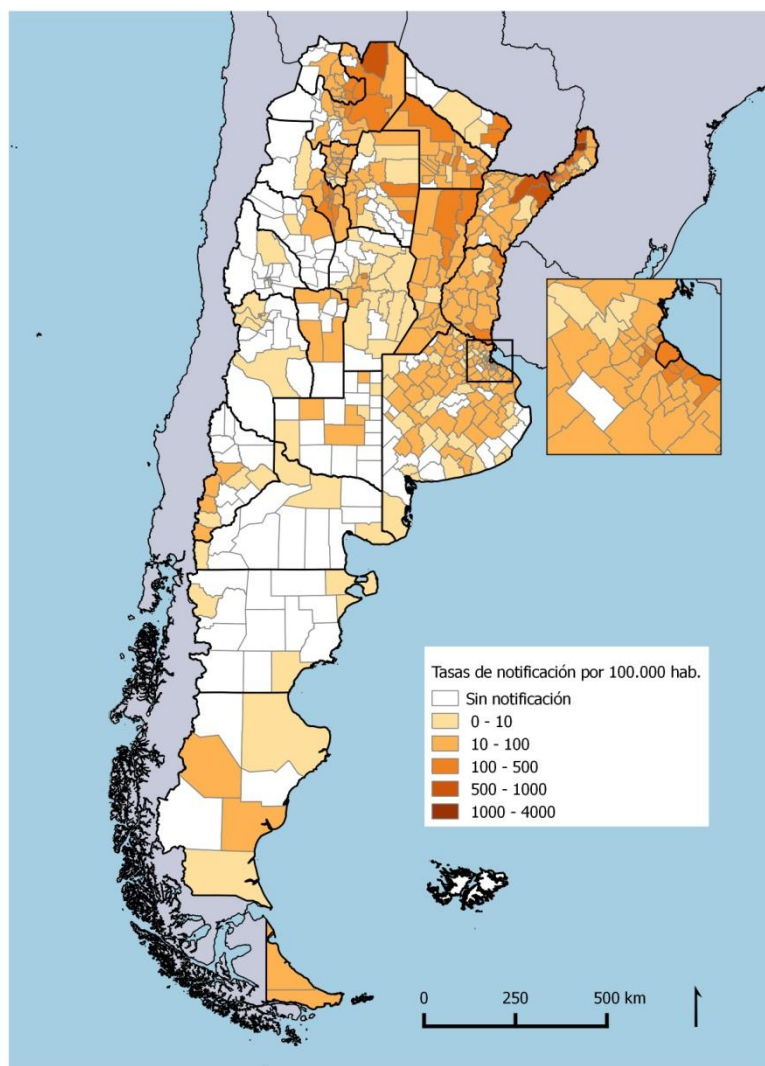 Tasas de notificación por 100.000 hab.
Sin notificación
0 - 10
10 - 100
100 - 500
500 - 1000
1000 - 4000
0 250 500 km